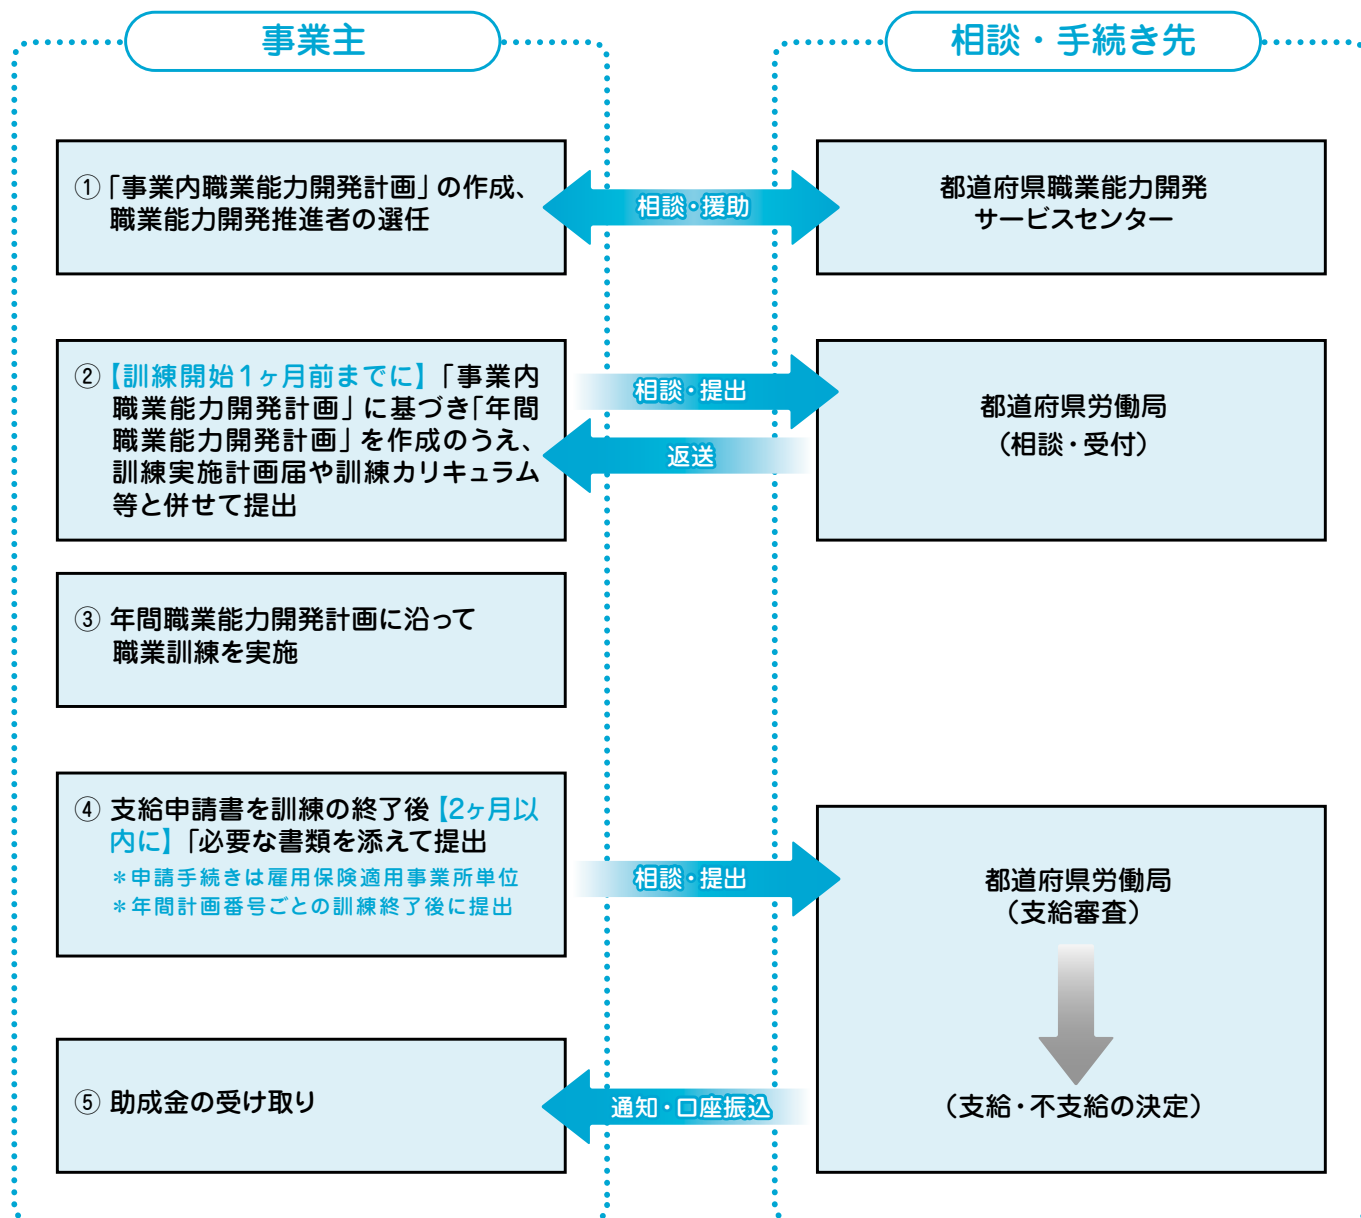 事業主
相談・手続き先
①「事業内職業能力開発計画」の作成、
職業能力開発推進者の選任
相談・援助
都道府県職業能力開発
サービスセンター
②【訓練開始1ヶ月前までに】「事業内
職業能力開発計画」に基づき「年間
職業能力開発計画」を作成のうえ、
訓練実施計画届や訓練カリキュラム
等と併せて提出
相談・提出
返送
都道府県労働局
（相談・受付）
③ 年間職業能力開発計画に沿って
職業訓練を実施
④ 支給申請書を訓練の終了後【2ヶ月以
内に】「必要な書類を添えて提出
＊申請手続きは雇用保険適用事業所単位
＊年間計画番号ごとの訓練終了後に提出
相談・提出
都道府県労働局
（支給審査）
（支給・不支給の決定）
⑤ 助成金の受け取り
通知・口座振込